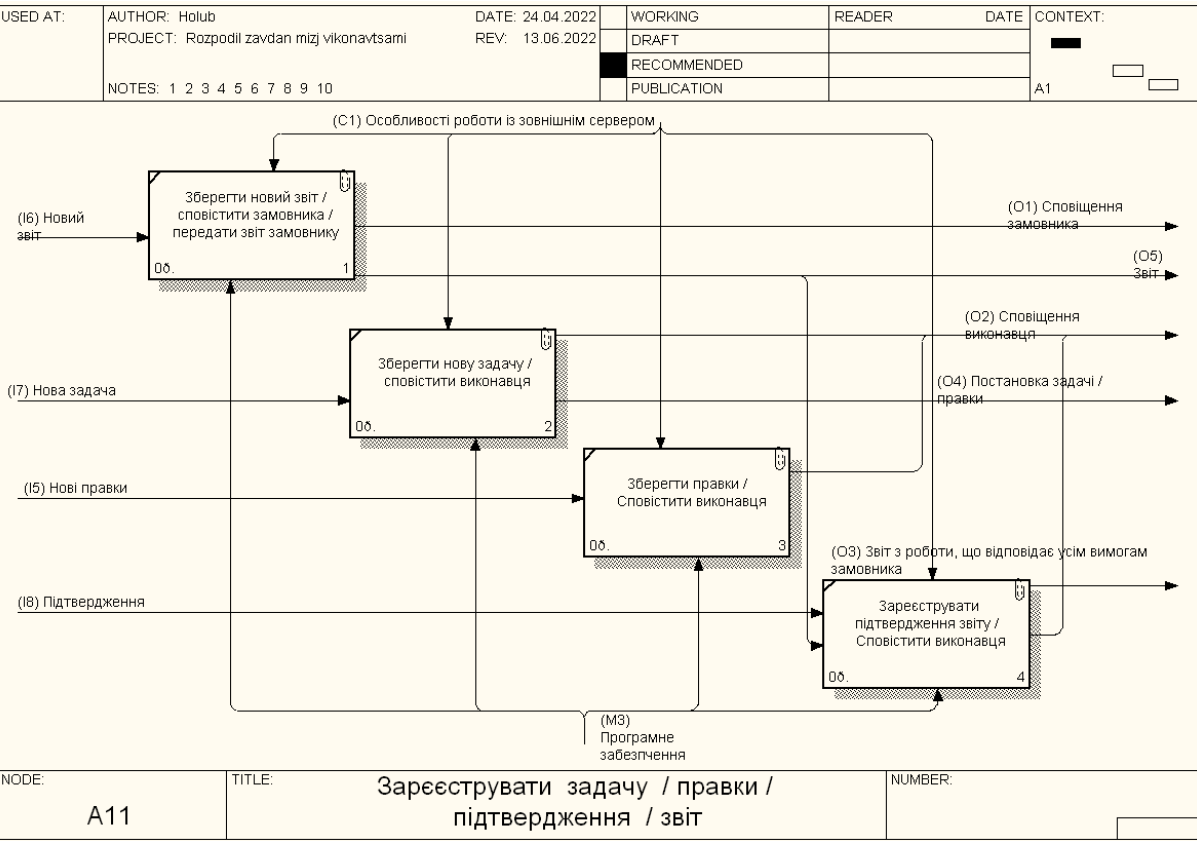 USED AT:
AUTHOR: Holub
DATE: 24.04.2022
PROJECT: Rozpodil zavdan mizj vikonavtsami
REV: 13.06.2022
NOTES: 1 2 3 4 5 6 7 8 9 10
WORKING
DRAFT
RECOMMENDED
PUBLICATION
READER
DATE
CONTEXT:
A1
(C1) Особливості роботи із зовнішнім сервером
(I6) Новий
звіт
Зберегти новий звіт /
сповістити замовника /
передати звіт замовнику
0б.
1
(O1) Сповіщення
замовника
(O5)
Звіт
(O2) Сповіщення
виконавця
Зберегти нову задачу /
сповістити виконавця
0б.
2
(I7) Нова задача
(O4) Постановка задачі /
правки
(I5) Нові правки
Зберегти правки /
Сповістити виконавця
0б.
3
(O3) Звіт з роботи, що відповідає усім вимогам
замовника
(I8) Підтвердження
Зареєструвати
підтвердження звіту /
Сповістити виконавця
0б.
4
(M3)
Програмне
забезпчення
NODE:
A11
TITLE:
Зареєструвати задачу / правки /
підтвердження / звіт
NUMBER: